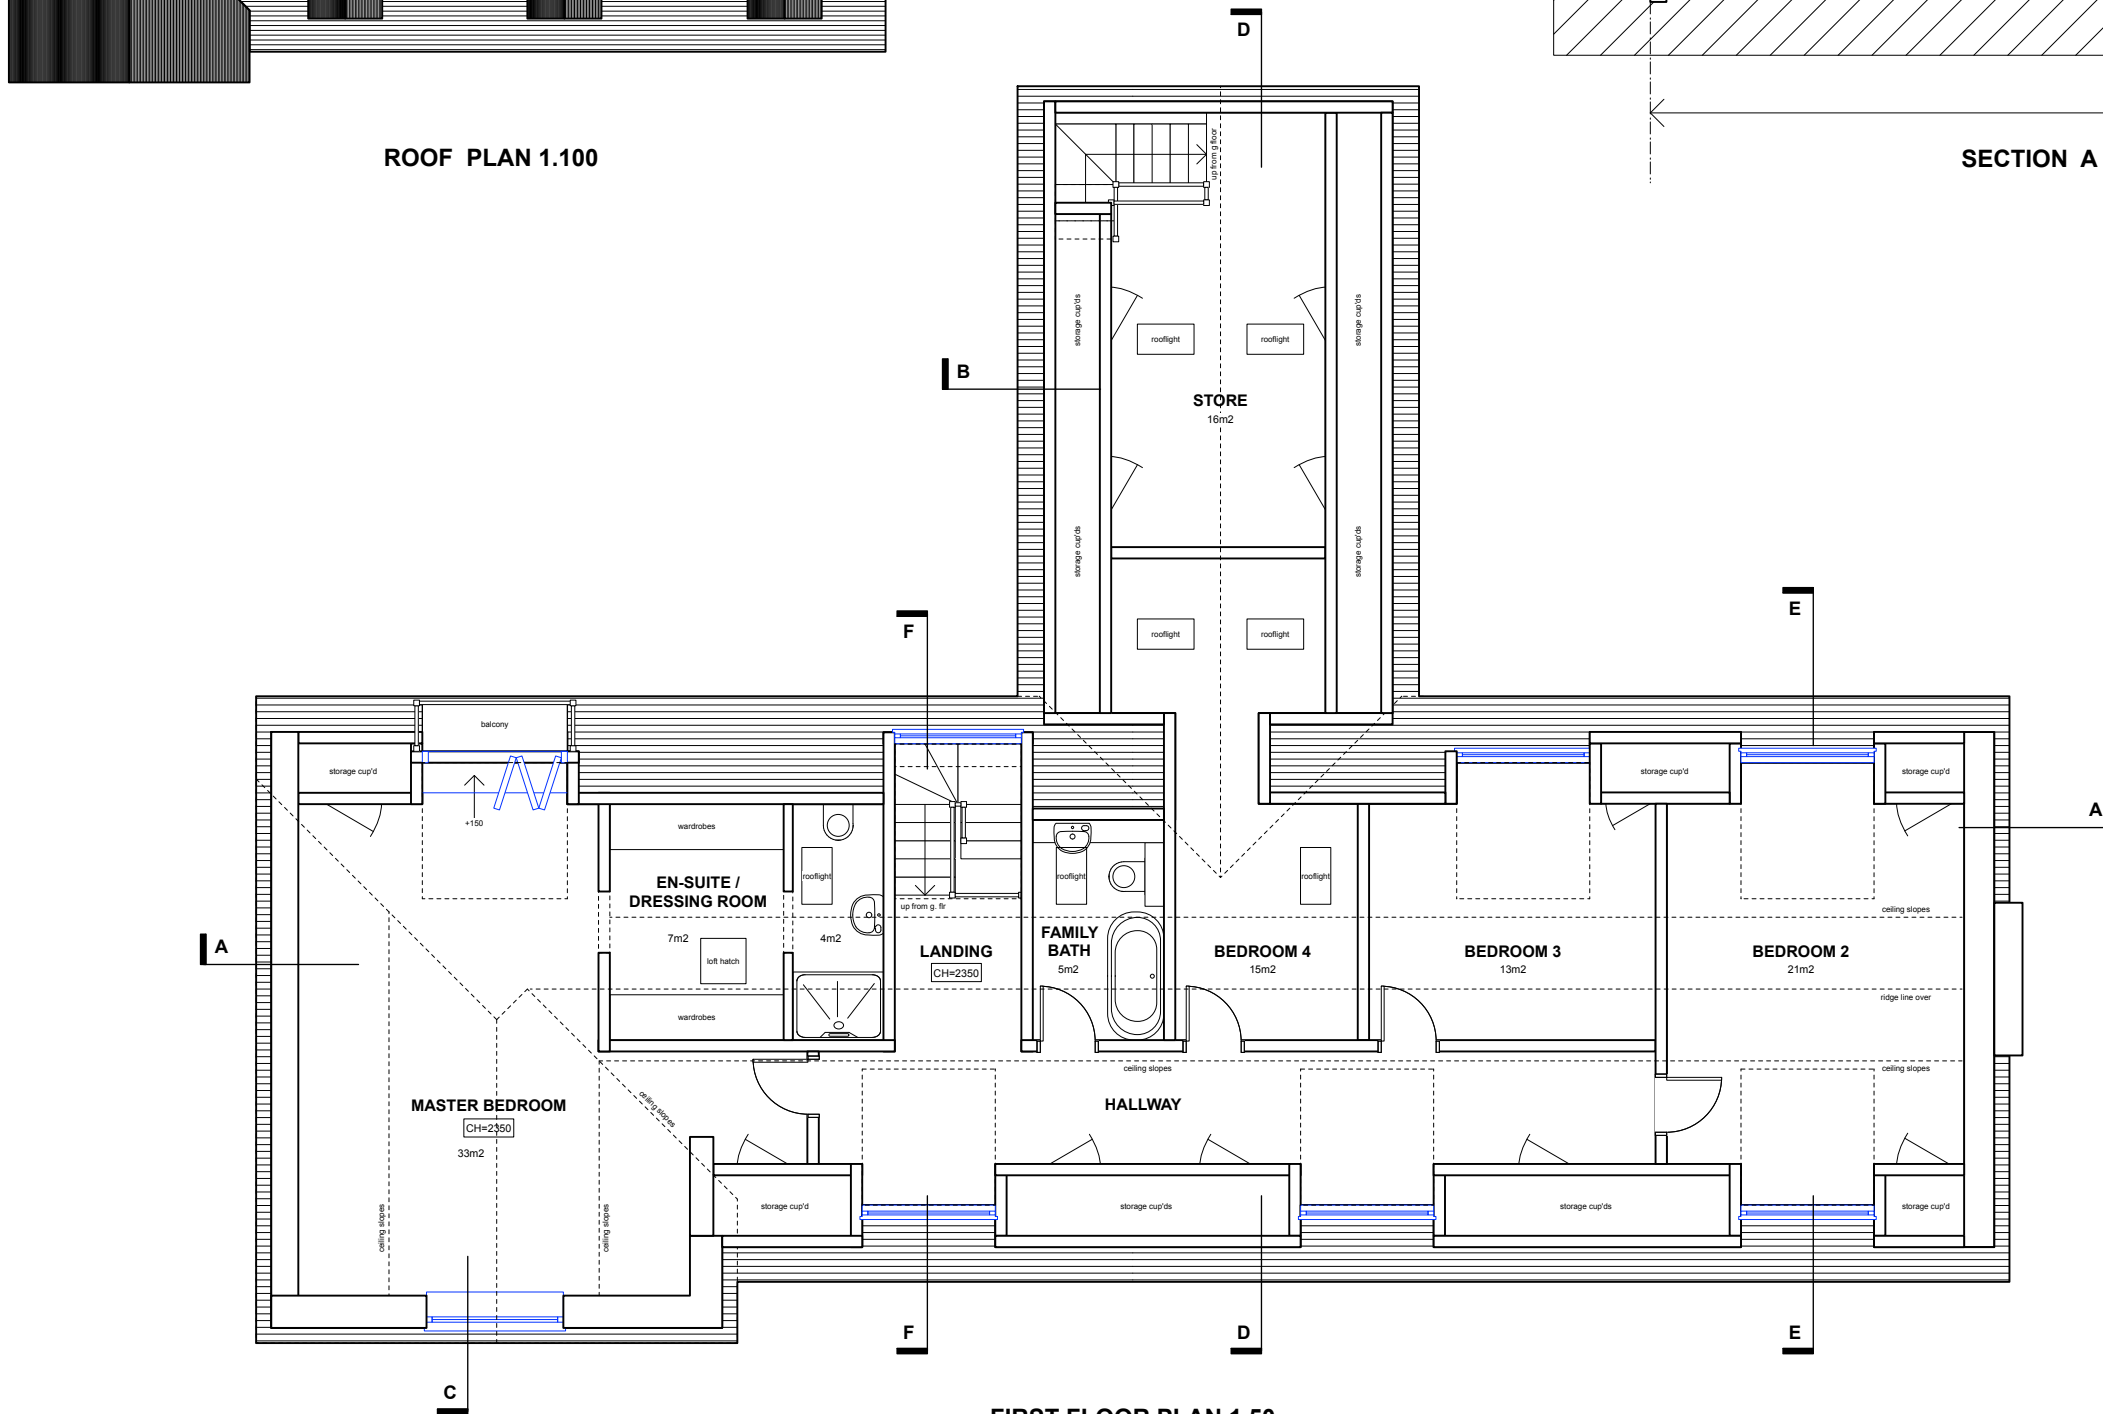 D
ROOF PLAN 1.100
SECTION A
up from g floor
storage cup'ds
storage cup'ds
rooflight
rooflight
B
STORE
16m2
storage cup'ds
storage cup'ds
rooflight
rooflight
F
E
balcony
storage cup'd
storage cup'd
storage cup'd
+150
wardrobes
A
EN-SUITE /
DRESSING ROOM
rooflight
rooflight
rooflight
up from g. flr
ceiling slopes
7m2
4m2
loft hatch
A
LANDING
CH=2350
FAMILY
BATH
5m2
BEDROOM 4
15m2
BEDROOM 3
13m2
BEDROOM 2
21m2
ridge line over
wardrobes
ceiling slopes
ceiling slopes
ceiling slopes
MASTER BEDROOM
CH=2350
33m2
HALLWAY
ceiling slopes
ceiling slopes
storage cup'd
storage cup'ds
storage cup'ds
storage cup'd
F
D
E
C
FIRST FLOOR PLAN 1.50